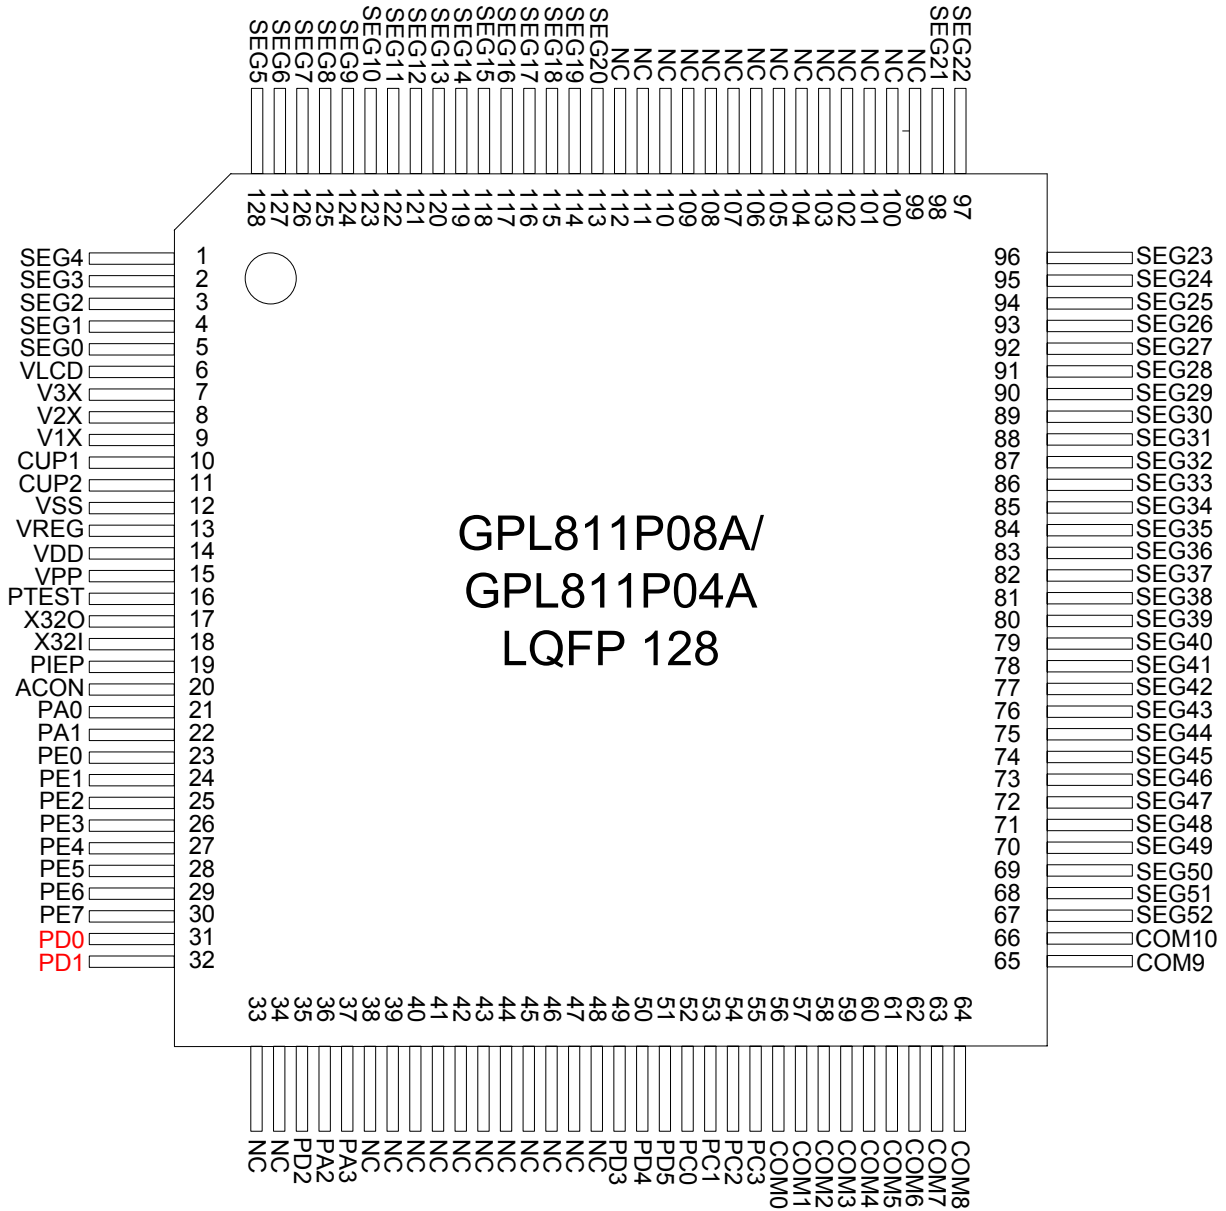 SEG5 SEG6 SEG7 SEG8 SEG9 SEG10 SEG11 SEG12 SEG13 SEG14 SEG15 SEG16 SEG17 SEG18 SEG19 SEG20 NC NC NC NC NC NC NC NC NC NC NC NC NC NC SEG21 SEG22
128 127 126 125 124 123 122 121 120 119 118 117 116 115 114 113 112 111 110 109 108 107 106 105 104 103 102 101 100 99 98 97
SEG4 1 96 SEG23
SEG3 2 95 SEG24
SEG2 3 94 SEG25
SEG1 4 93 SEG26
SEG0 5 92 SEG27
VLCD 6 91 SEG28
V3X 7 90 SEG29
V2X 8 89 SEG30
V1X 9 88 SEG31
CUP1 10 87 SEG32
CUP2 11 86 SEG33
VSS 12 85 SEG34
VREG 13 84 SEG35
VDD 14 83 SEG36
VPP 15 82 SEG37
PTEST 16 81 SEG38
X32O 17 80 SEG39
X32I 18 79 SEG40
PIEP 19 78 SEG41
ACON 20 77 SEG42
PA0 21 76 SEG43
PA1 22 75 SEG44
PE0 23 74 SEG45
PE1 24 73 SEG46
PE2 25 72 SEG47
PE3 26 71 SEG48
PE4 27 70 SEG49
PE5 28 69 SEG50
PE6 29 68 SEG51
PE7 30 67 SEG52
PD0 31 66 COM10
PD1 32 65 COM9
GPL811P08A/
GPL811P04A
LQFP 128
33 34 35 36 37 38 39 40 41 42 43 44 45 46 47 48 49 50 51 52 53 54 55 56 57 58 59 60 61 62 63 64
NC NC PD2 PA2 PA3 NC NC NC NC NC NC NC NC NC NC NC PD3 PD4 PD5 PC0 PC1 PC2 PC3 COM0 COM1 COM2 COM3 COM4 COM5 COM6 COM7 COM8